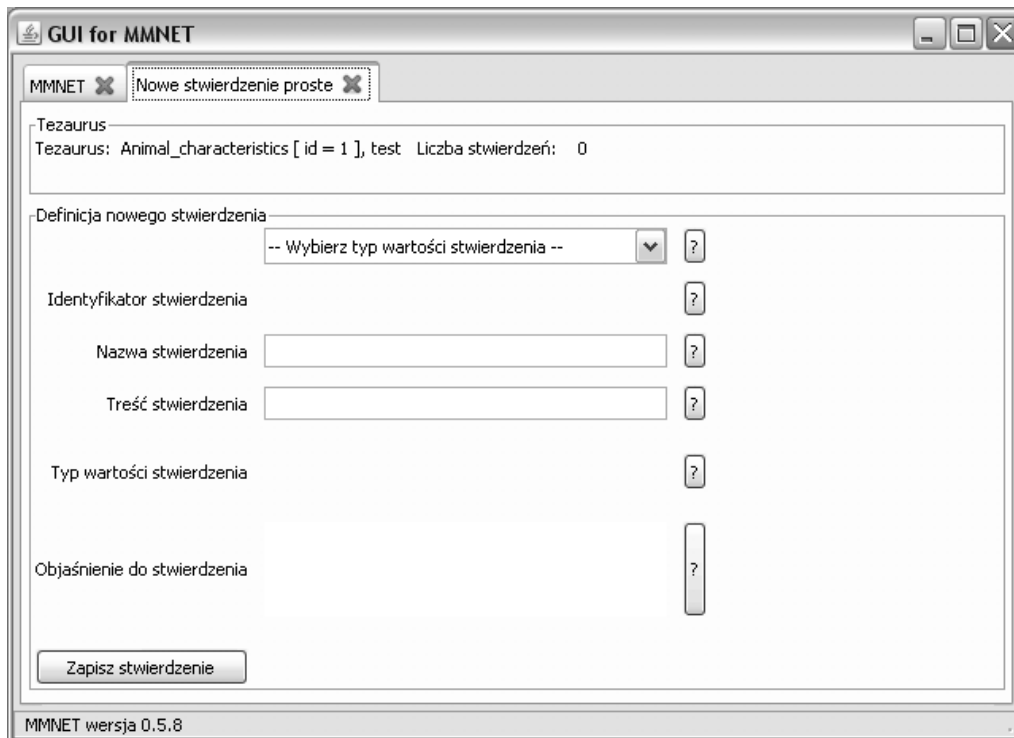 GUI for MMNET
MMNET Nowe stwierdzenie proste
Tezaurus
Tezaurus: Animal_characteristics [ id = 1 ], test Liczba stwierdzeń: 0
Definicja nowego stwierdzenia
-- Wybierz typ wartości stwierdzenia -- ?
Identyfikator stwierdzenia ?
Nazwa stwierdzenia ?
Treść stwierdzenia ?
Typ wartości stwierdzenia ?
Objaśnienie do stwierdzenia ?
Zapisz stwierdzenie
MMNET wersja 0.5.8